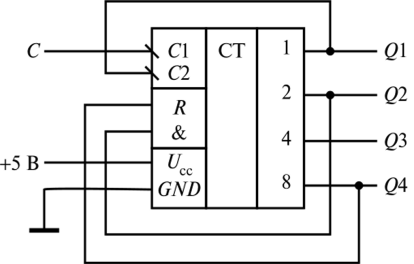 C C1 CT 1 Q1
C2
R 2 Q2
& 4 Q3
+5 В Ucc 8 Q4
GND